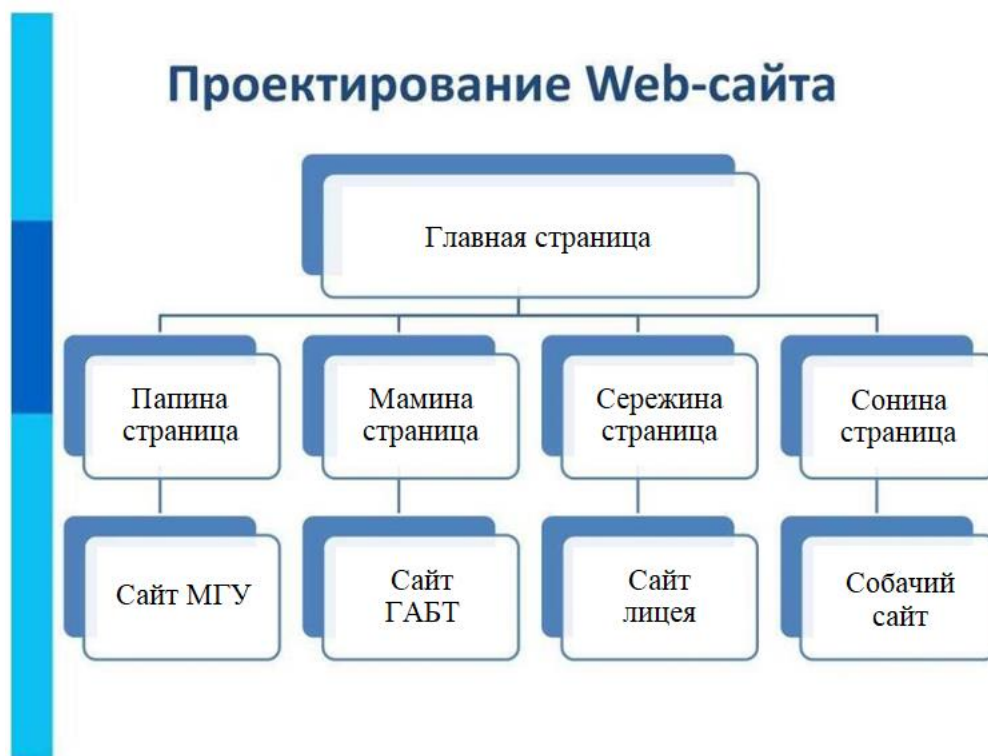 Проектирование Web-сайта
Главная страница
Папина
страница
Мамина
страница
Сережина
страница
Сонина
страница
Сайт МГУ
Сайт
ГАБТ
Сайт
лицея
Собачий
сайт